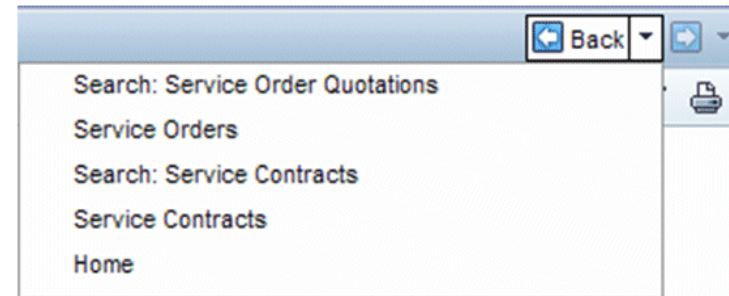 Back
Search: Service Order Quotations
Service Orders
Search: Service Contracts
Service Contracts
Home